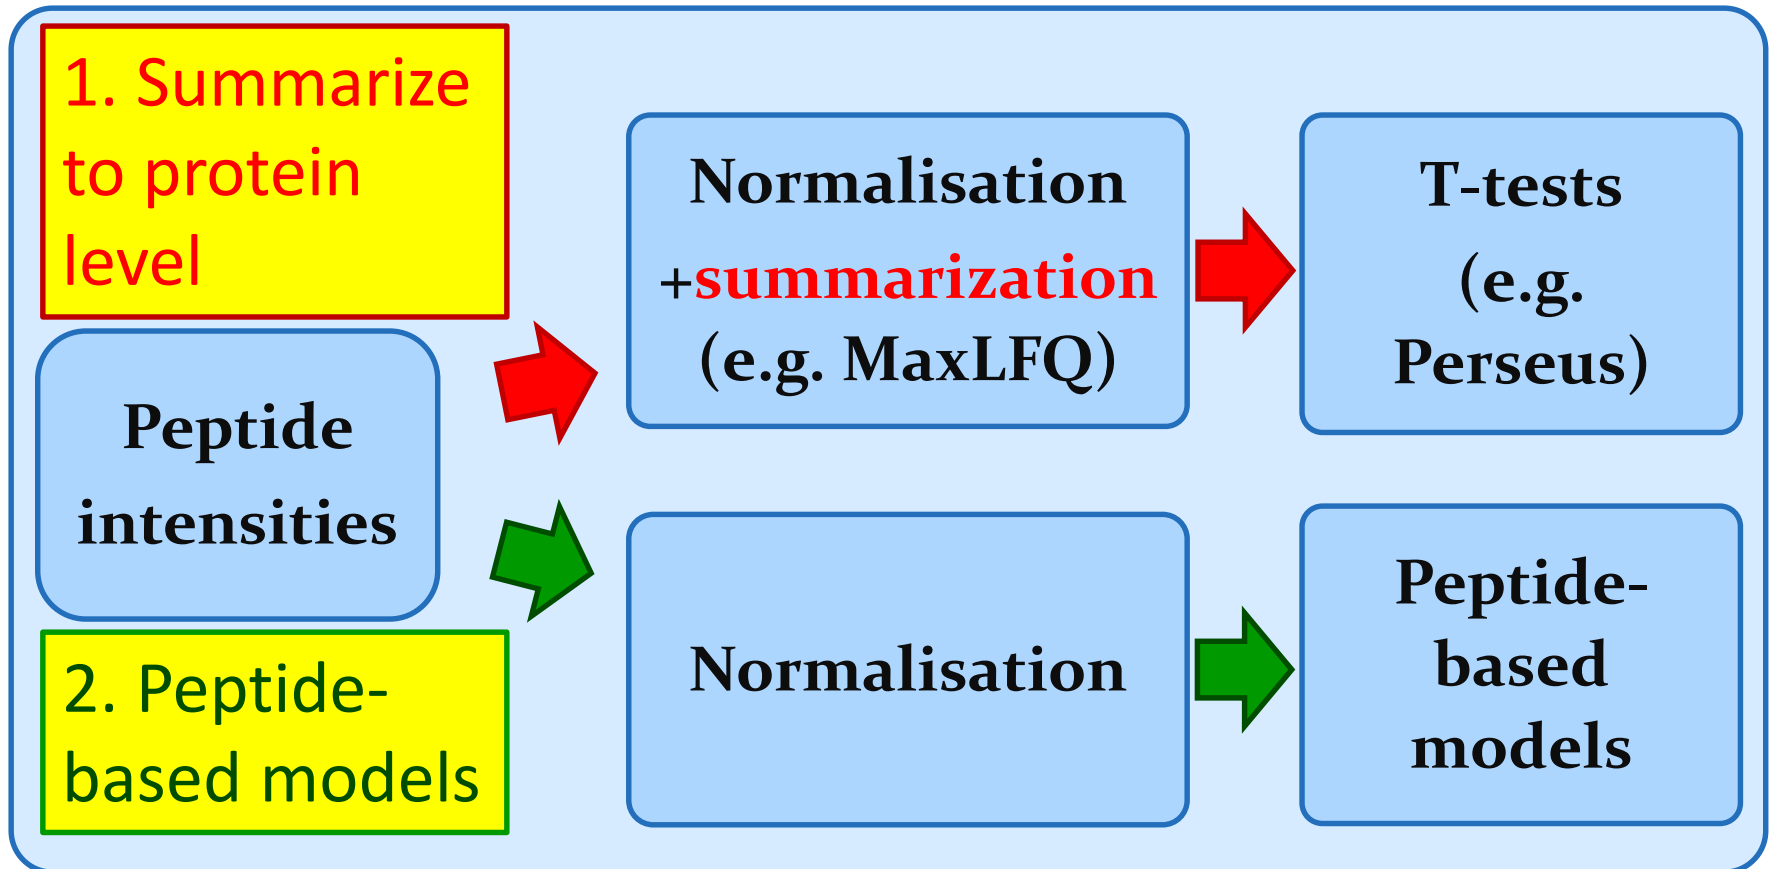 1. Summarize
to protein
level
Peptide
intensities
2. Peptide-
based models
Normalisation
+summarization
(e.g. MaxLFQ)
T-tests
(e.g.
Perseus)
Normalisation
Peptide-
based
models